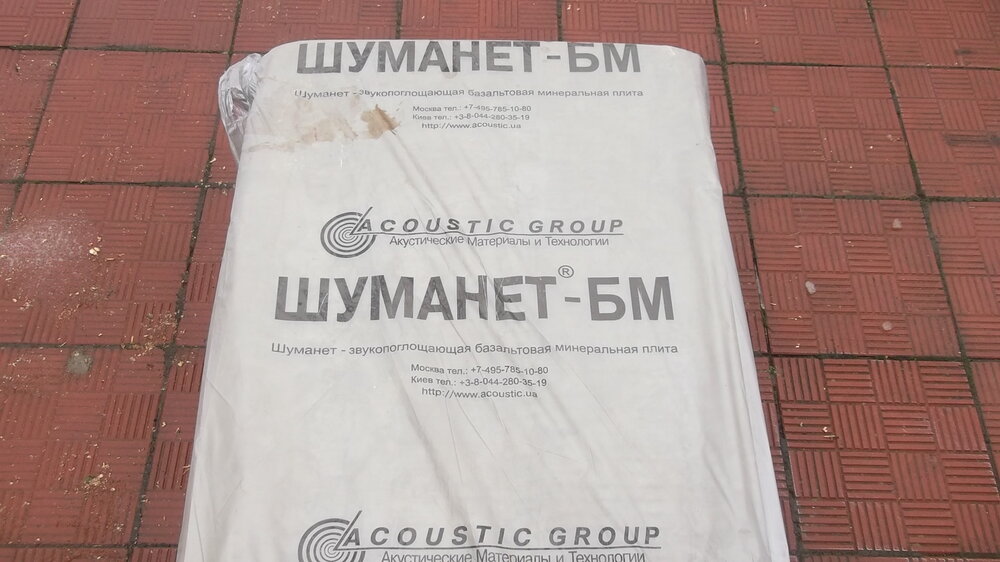 ШУМАНЕТ-БМ
Шуманет - звукопоглощающая базальтовая минеральная плита
Москва тел.: +7-495-785-10-80
Киев тел.: +3-8-044-280-35-19
http://www.acoustic.ua
ACOUSTIC GROUP
Акустические Материалы и Технологии
ШУМАНЕТ®-БМ
Шуманет - звукопоглощающая базальтовая минеральная плита
Москва тел.: +7-495-785-10-80
Киев тел.: +3-8-044-280-35-19
http://www.acoustic.ua
ACOUSTIC GROUP
Акустические Материалы и Технологии